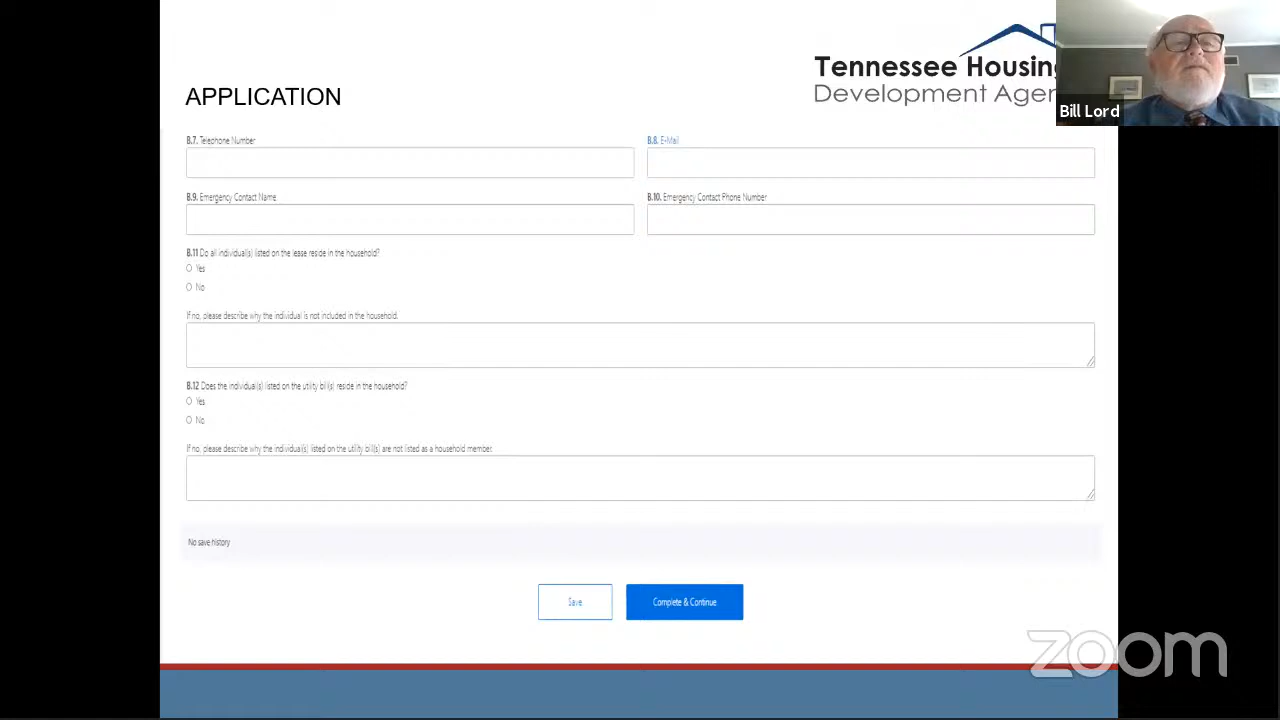 Tennessee Housing
Development Agen
Bill Lord
APPLICATION
B.7. Telephone Number
B.8. E-Mail
B.9. Emergency Contact Name
B.10. Emergency Contact Phone Number
B.11 Do all individual(s) listed on the lease reside in the household?
Yes
No
If no, please describe why the individual is not included in the household.
B.12 Does the individual(s) listed on the utility bill(s) reside in the household?
Yes
No
If no, please describe why the individual(s) listed on the utility bill(s) are not listed as a household member.
No save history
Save
Complete & Continue
zoom